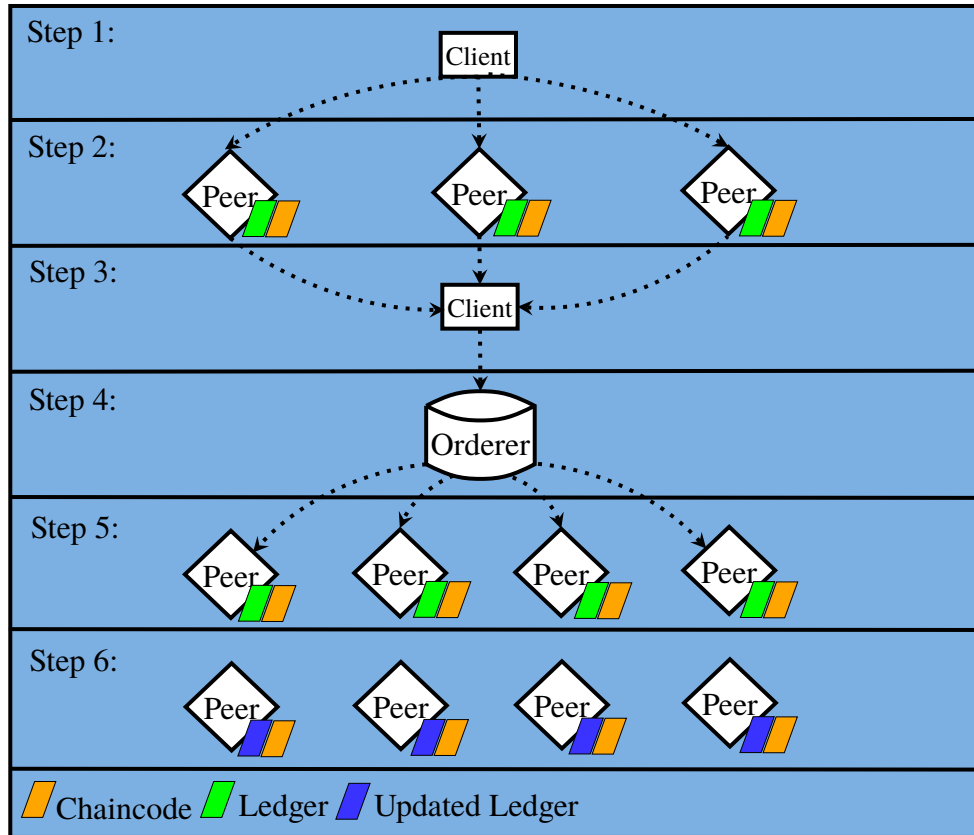 Step 1:
Client
Step 2:
Peer Peer Peer
Step 3:
Client
Step 4:
Orderer
Step 5:
Peer Peer Peer Peer
Step 6:
Peer Peer Peer Peer
Chaincode Ledger Updated Ledger